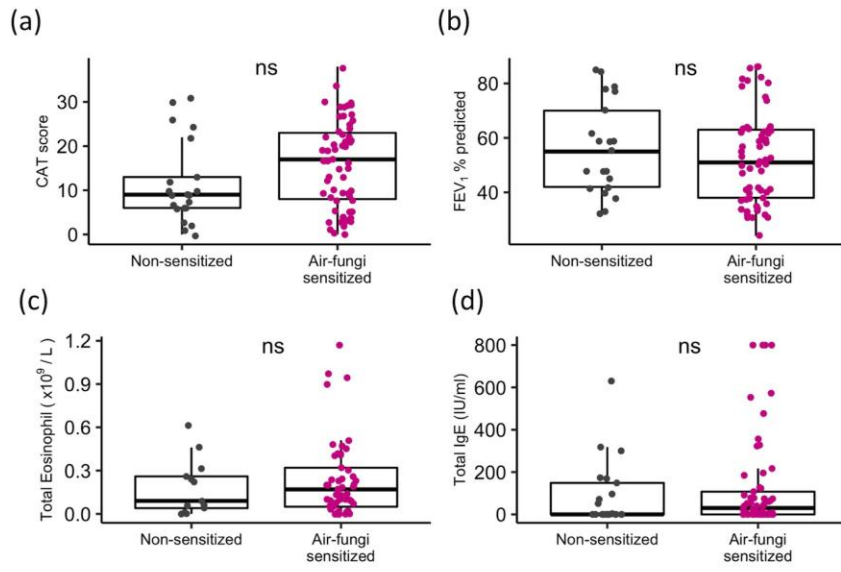 (a)
ns
CAT score
30
20
10
0
Non-sensitized
Air-fungi
sensitized
(b)
ns
FEV₁ % predicted
80
60
40
Non-sensitized
Air-fungi
sensitized
(c)
ns
Total Eosinophil ( x10⁹ / L )
1.2
0.9
0.6
0.3
0.0
Non-sensitized
Air-fungi
sensitized
(d)
ns
Total IgE (IU/ml)
800
600
400
200
0
Non-sensitized
Air-fungi
sensitized